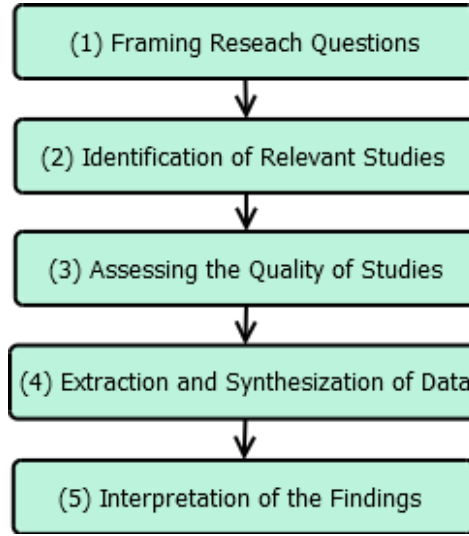 (1) Framing Reseach Questions
(2) Identification of Relevant Studies
(3) Assessing the Quality of Studies
(4) Extraction and Synthesization of Data
(5) Interpretation of the Findings